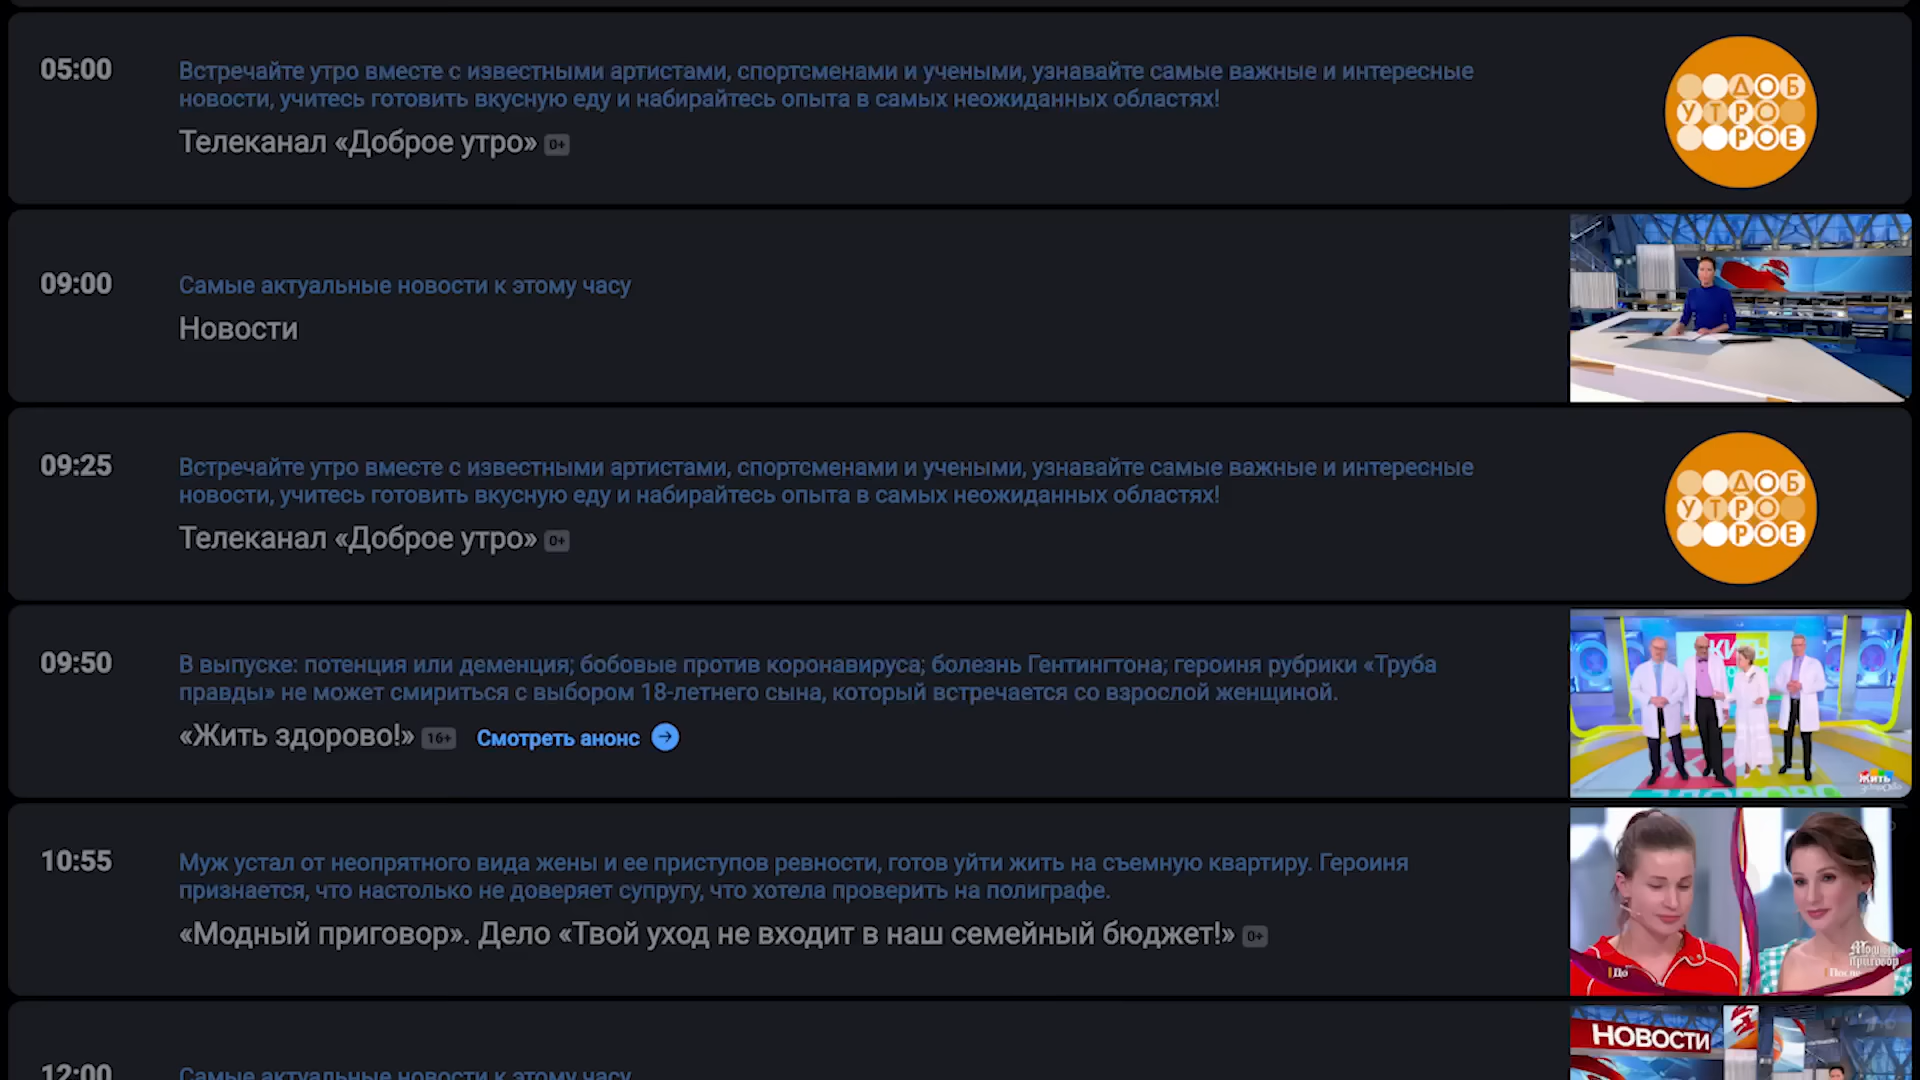 05:00
Встречайте утро вместе с известными артистами, спортсменами и учеными, узнавайте самые важные и интересные
новости, учитесь готовить вкусную еду и набирайтесь опыта в самых неожиданных областях!
Телеканал «Доброе утро» 0+
ДОБ
УТРО
РОЕ
09:00
Самые актуальные новости к этому часу
Новости
09:25
Встречайте утро вместе с известными артистами, спортсменами и учеными, узнавайте самые важные и интересные
новости, учитесь готовить вкусную еду и набирайтесь опыта в самых неожиданных областях!
Телеканал «Доброе утро» 0+
ДОБ
УТРО
РОЕ
09:50
В выпуске: потенция или деменция; бобовые против коронавируса; болезнь Гентингтона; героиня рубрики «Труба
правды» не может смириться с выбором 18-летнего сына, который встречается со взрослой женщиной.
«Жить здорово!» 16+ Смотреть анонс
Жить
здорово
10:55
Муж устал от неопрятного вида жены и ее приступов ревности, готов уйти жить на съемную квартиру. Героиня
признается, что настолько не доверяет супругу, что хотела проверить на полиграфе.
«Модный приговор». Дело «Твой уход не входит в наш семейный бюджет!» 0+
Модный
приговор
До
После
12:00
Самые актуальные новости к этому часу
НОВОСТИ